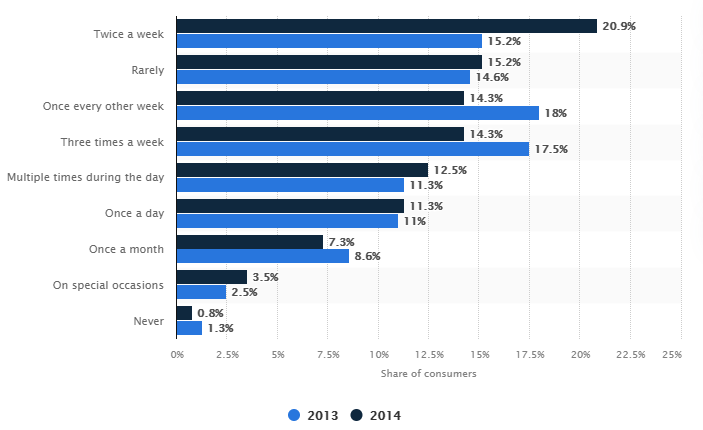 Twice a week
20.9%
15.2%
Rarely
15.2%
14.6%
Once every other week
14.3%
18%
Three times a week
14.3%
17.5%
Multiple times during the day
12.5%
11.3%
Once a day
11.3%
11%
Once a month
7.3%
8.6%
On special occasions
3.5%
2.5%
Never
0.8%
1.3%
0% 2.5% 5% 7.5% 10% 12.5% 15% 17.5% 20% 22.5% 25%
Share of consumers
2013 2014